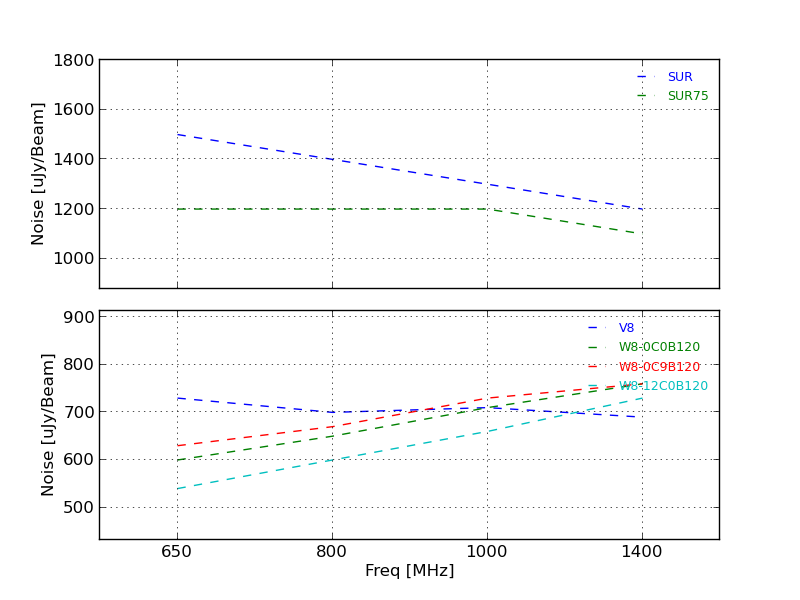 1800
1600
1400
1200
1000
Noise [uJy/Beam]
SUR
SUR75
900
800
700
600
500
Noise [uJy/Beam]
V8
W8-0C0B120
W8-0C9B120
W8-12C0B120
650 800 1000 1400
Freq [MHz]